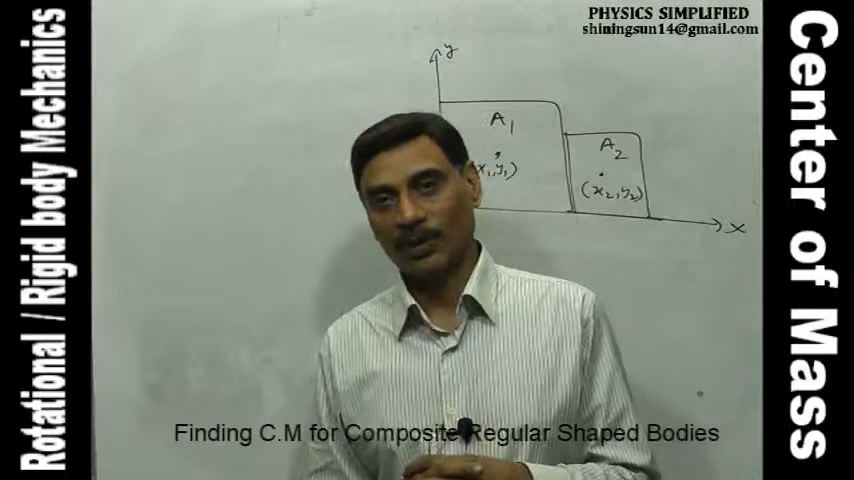 PHYSICS SIMPLIFIED
shiningsun14@gmail.com
Rotational / Rigid body Mechanics
Center of Mass
y
A1
(x1,y1)
A2
(x2,y2)
x
Finding C.M for Composite Regular Shaped Bodies